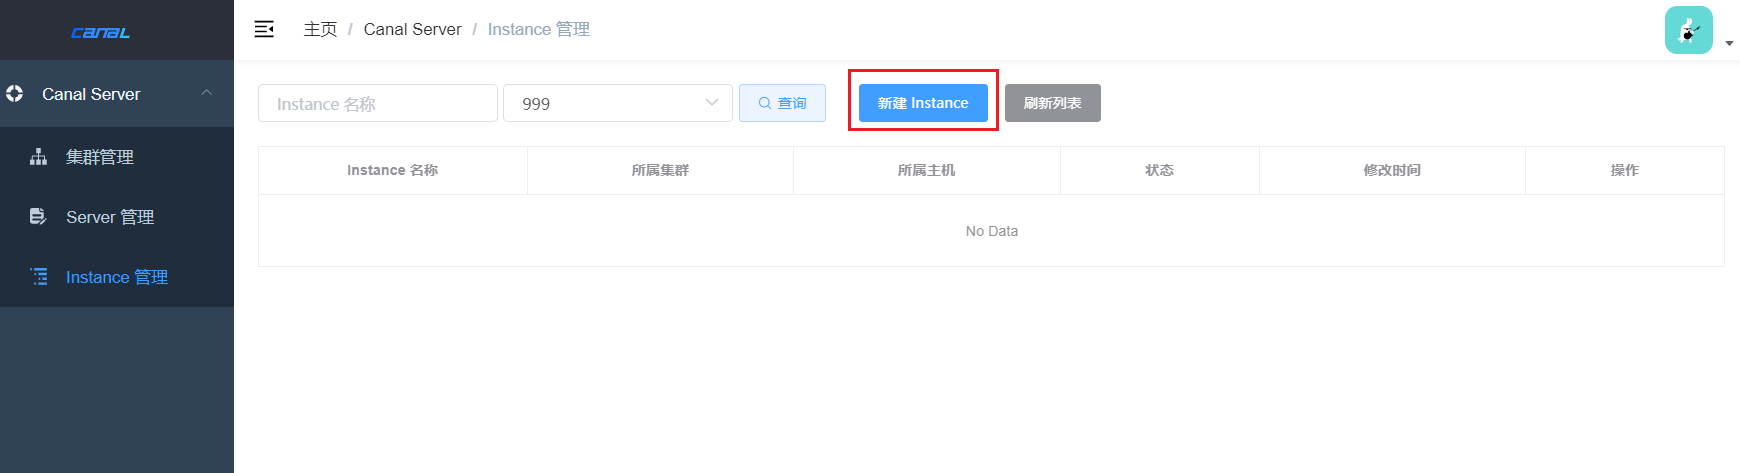 CANAL
主页 / Canal Server / Instance 管理
Canal Server
集群管理
Server 管理
Instance 管理
Instance 名称 999 查询 新建 Instance 刷新列表
Instance 名称 所属集群 所属主机 状态 修改时间 操作
No Data